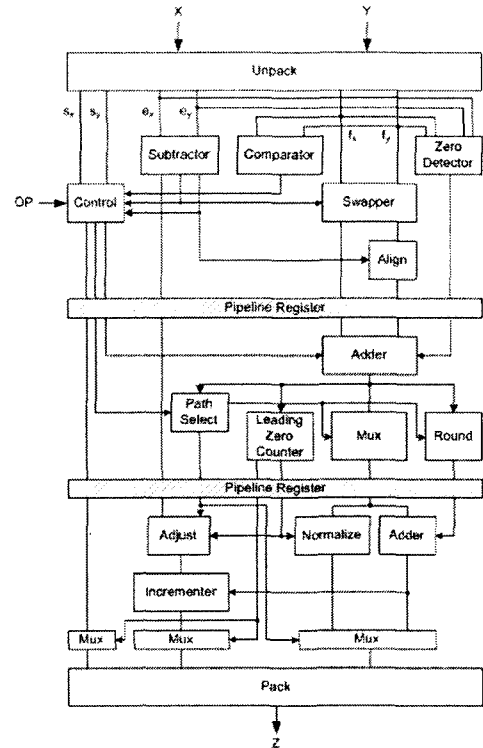 X
Y
Unpack
sx
sy
ex
ey
fx
fy
Subtractor
Comparator
Zero
Detector
OP
Control
Swapper
Align
Pipeline Register
Adder
Path
Select
Leading
Zero
Counter
Mux
Round
Pipeline Register
Adjust
Normalize
Adder
Incrementer
Mux
Mux
Mux
Pack
Z